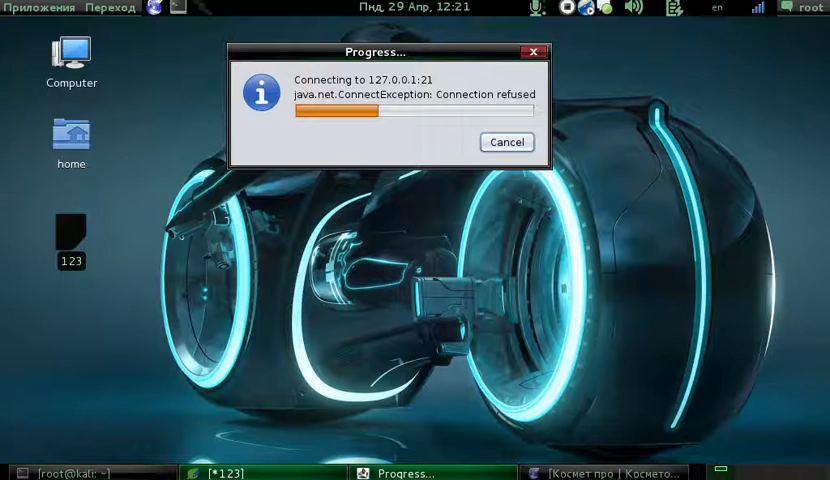 Приложения Переход Пнд, 29 Апр, 12:21 en root
Progress...
Computer
Connecting to 127.0.0.1:21
java.net.ConnectException: Connection refused
Cancel
home
123
[root@kali: ~] [*123] Progress... [Космет про | Космето...